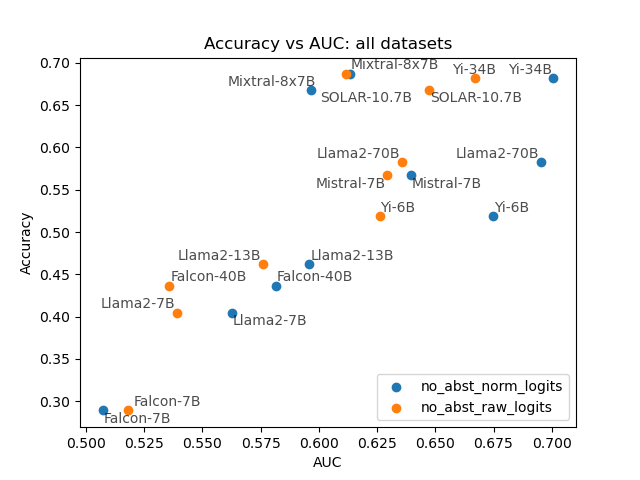 Accuracy vs AUC: all datasets
0.70
Mixtral-8x7B
Yi-34B
Yi-34B
Mixtral-8x7B
0.65
SOLAR-10.7B
SOLAR-10.7B
0.60
Llama2-70B
Llama2-70B
Mistral-7B
Mistral-7B
0.55
Yi-6B
Yi-6B
0.50
Accuracy
Llama2-13B
Llama2-13B
0.45
Falcon-40B
Falcon-40B
Llama2-7B
0.40
Llama2-7B
0.35
0.30
Falcon-7B
Falcon-7B
no_abst_norm_logits
no_abst_raw_logits
0.500 0.525 0.550 0.575 0.600 0.625 0.650 0.675 0.700
AUC